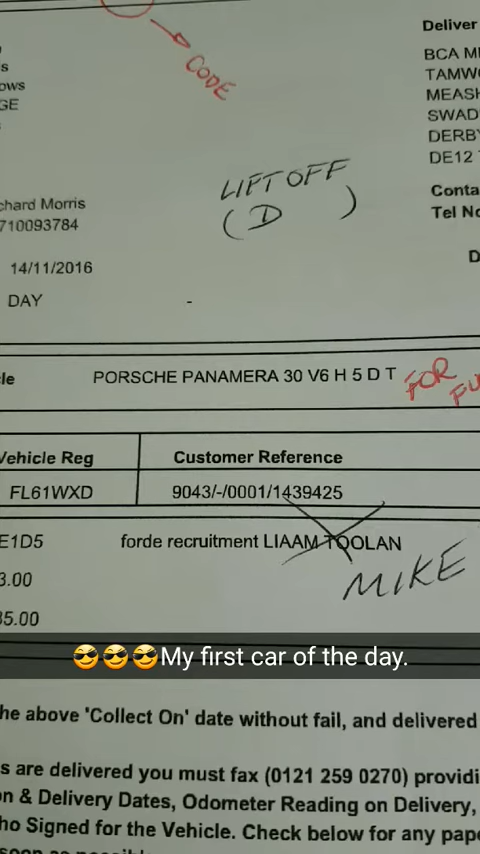 Deliver
BCA M
TAMW
MEASH
SWAD
DERBY
DE12
Conta
Tel No
s
ows
GE
CODE
LIFT OFF
( D )
chard Morris
710093784
14/11/2016
DAY -
D
cle PORSCHE PANAMERA 30 V6 H 5 D T FOR
FU
Vehicle Reg Customer Reference
FL61WXD 9043/-/0001/1439425
E1D5 forde recruitment LIAAM TOOLAN
MIKE
3.00
35.00
😎😎😎My first car of the day.
he above 'Collect On' date without fail, and delivered
s are delivered you must fax (0121 259 0270) providi
on & Delivery Dates, Odometer Reading on Delivery,
ho Signed for the Vehicle. Check below for any pape